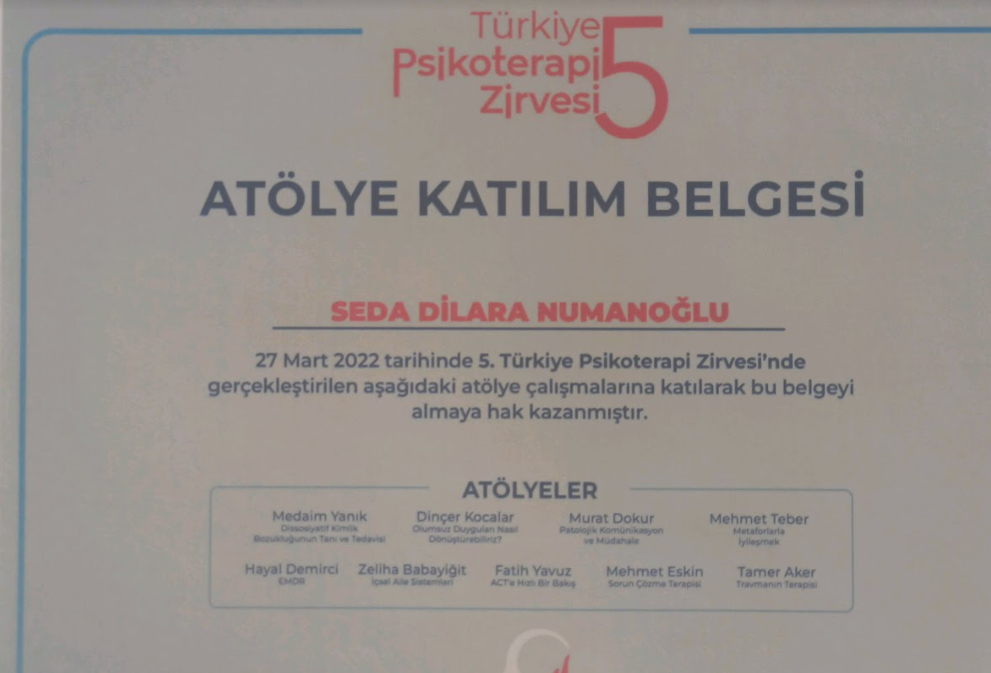 Türkiye
Psikoterapi
Zirvesi
5
ATÖLYE KATILIM BELGESİ
SEDA DİLARA NUMANOĞLU
27 Mart 2022 tarihinde 5. Türkiye Psikoterapi Zirvesi’nde
gerçekleştirilen aşağıdaki atölye çalışmalarına katılarak bu belgeyi
almaya hak kazanmıştır.
ATÖLYELER
Medaim Yanık
Dissosiyatif Kimlik
Bozukluğunun Tanı ve Tedavisi
Dinçer Kocalar
Olumsuz Duyguları Nasıl
Dönüştürebiliriz?
Murat Dokur
Patolojik Komünikasyon
ve Müdahale
Mehmet Teber
Metaforlarla
İyileşmek
Hayal Demirci
EMDR
Zeliha Babayiğit
İçsel Aile Sistemleri
Fatih Yavuz
ACT'e Hızlı Bir Bakış
Mehmet Eskin
Sorun Çözme Terapisi
Tamer Aker
Travmanın Terapisi